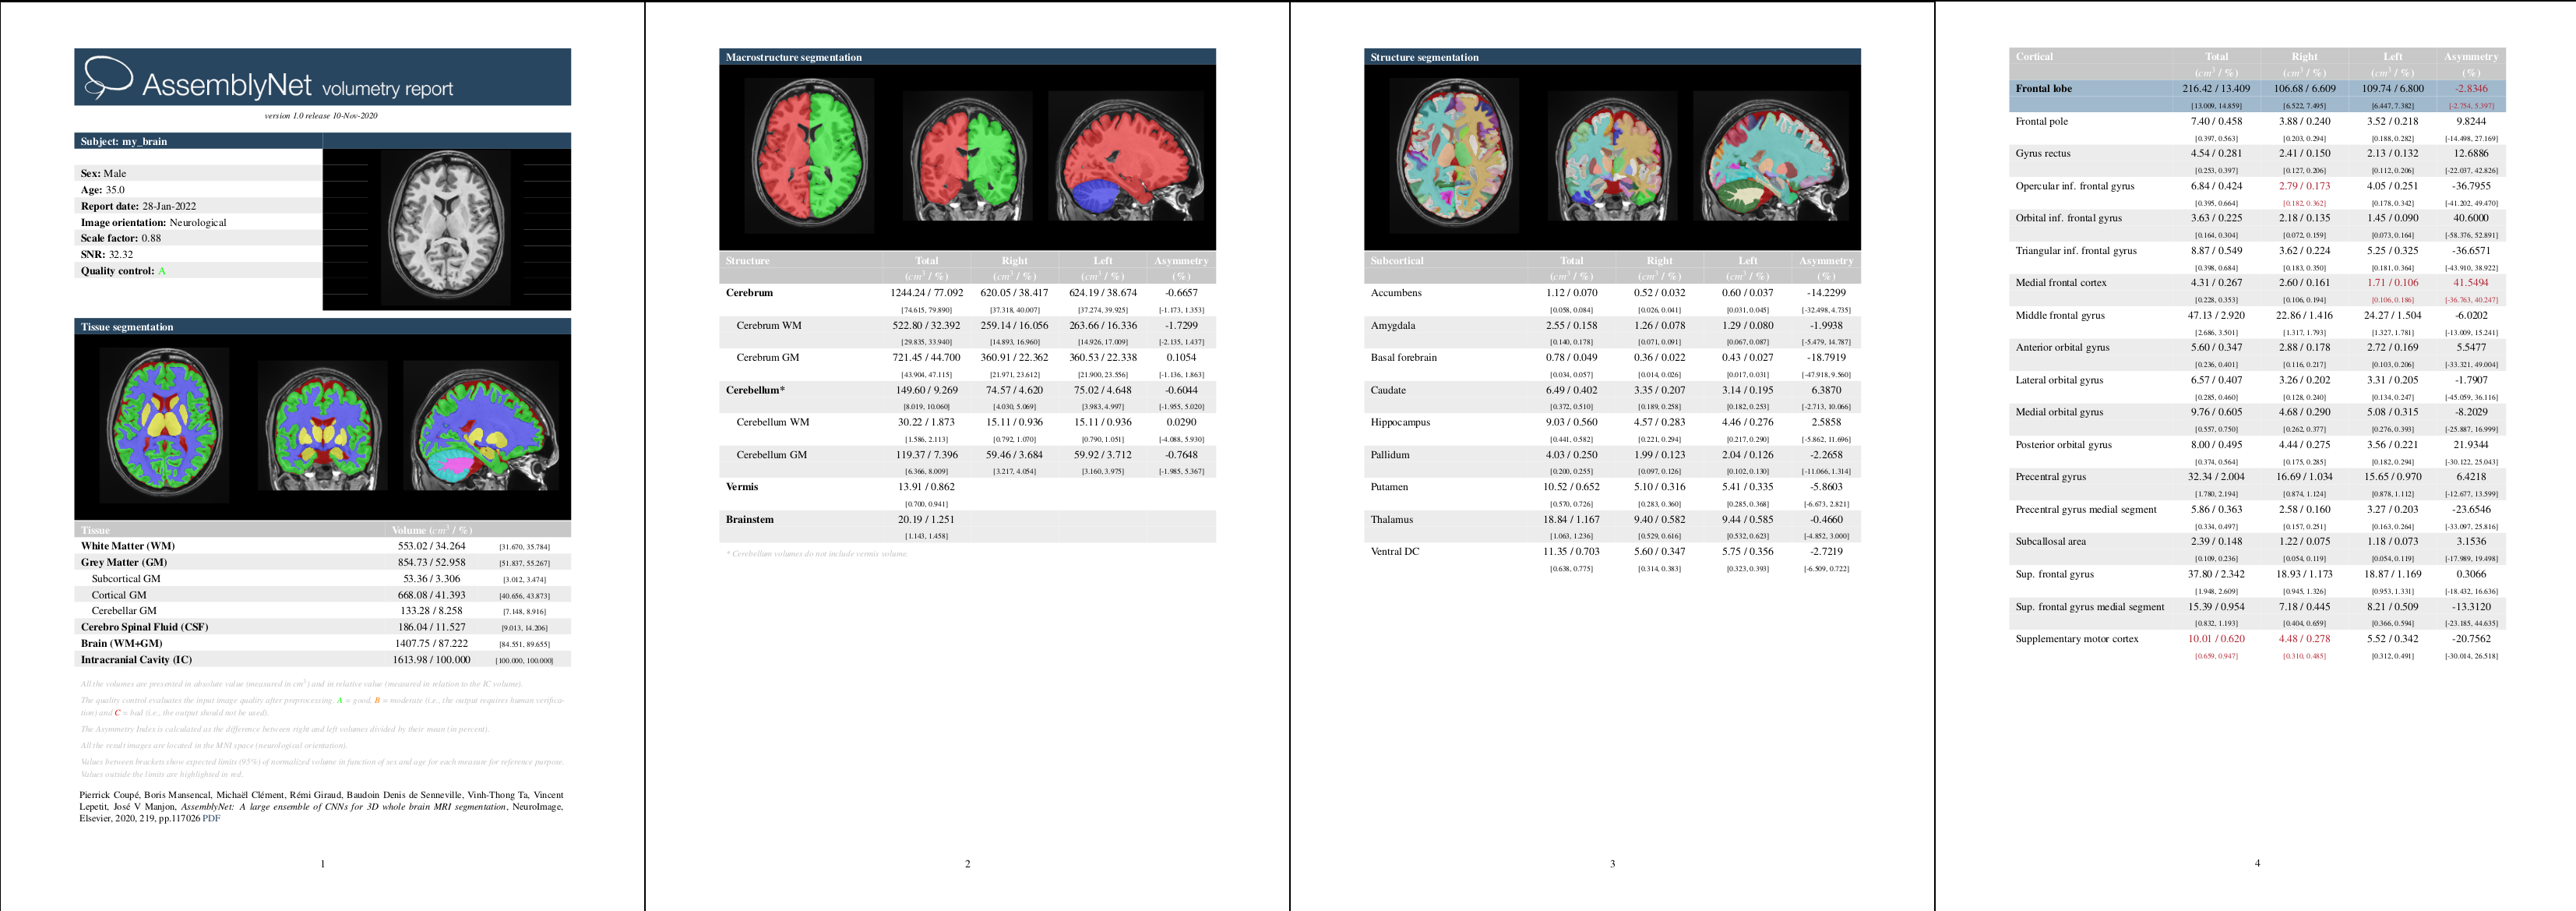 AssemblyNet volumetry report
version 1.0 release 10-Nov-2020
Subject: my_brain
Sex: Male
Age: 35.0
Report date: 28-Jan-2022
Image orientation: Neurological
Scale factor: 0.88
SNR: 32.32
Quality control: A
Tissue segmentation
Tissue Volume (cm³ / %)
White Matter (WM) 553.02 / 34.264 [31.670, 35.784]
Grey Matter (GM) 854.73 / 52.958 [51.837, 55.267]
Subcortical GM 53.36 / 3.306 [3.012, 3.474]
Cortical GM 668.08 / 41.393 [40.656, 43.873]
Cerebellar GM 133.28 / 8.258 [7.148, 8.916]
Cerebro Spinal Fluid (CSF) 186.04 / 11.527 [9.013, 14.206]
Brain (WM+GM) 1407.75 / 87.222 [84.551, 89.655]
Intracranial Cavity (IC) 1613.98 / 100.000 [100.000, 100.000]
All the volumes are presented in absolute value (measured in cm³) and in relative value (measured in relation to the IC volume).
The quality control evaluates the input image quality after preprocessing. A = good, B = moderate (i.e., the output requires human verifica-
tion) and C = bad (i.e., the output should not be used).
The Asymmetry Index is calculated as the difference between right and left volumes divided by their mean (in percent).
All the result images are located in the MNI space (neurological orientation).
Values between brackets show expected limits (95%) of normalized volume in function of sex and age for each measure for reference purpose.
Values outside the limits are highlighted in red.
Pierrick Coupé, Boris Mansencal, Michaël Clément, Rémi Giraud, Baudoin Denis de Senneville, Vinh-Thong Ta, Vincent
Lepetit, José V Manjon, AssemblyNet: A large ensemble of CNNs for 3D whole brain MRI segmentation, NeuroImage,
Elsevier, 2020, 219, pp.117026 PDF
1
Macrostructure segmentation
Structure Total Right Left Asymmetry
(cm³ / %) (cm³ / %) (cm³ / %) (%)
Cerebrum 1244.24 / 77.092 620.05 / 38.417 624.19 / 38.674 -0.6657
[74.615, 79.890] [37.318, 40.007] [37.274, 39.925] [-1.173, 1.353]
Cerebrum WM 522.80 / 32.392 259.14 / 16.056 263.66 / 16.336 -1.7299
[29.835, 33.940] [14.893, 16.960] [14.926, 17.009] [-2.135, 1.437]
Cerebrum GM 721.45 / 44.700 360.91 / 22.362 360.53 / 22.338 0.1054
[43.904, 47.115] [21.971, 23.612] [21.900, 23.556] [-1.136, 1.863]
Cerebellum* 149.60 / 9.269 74.57 / 4.620 75.02 / 4.648 -0.6044
[8.019, 10.060] [4.030, 5.069] [3.983, 4.997] [-1.955, 5.020]
Cerebellum WM 30.22 / 1.873 15.11 / 0.936 15.11 / 0.936 0.0290
[1.586, 2.113] [0.792, 1.070] [0.790, 1.051] [-4.088, 5.930]
Cerebellum GM 119.37 / 7.396 59.46 / 3.684 59.92 / 3.712 -0.7648
[6.366, 8.009] [3.217, 4.054] [3.160, 3.975] [-1.985, 5.367]
Vermis 13.91 / 0.862
[0.700, 0.941]
Brainstem 20.19 / 1.251
[1.143, 1.458]
* Cerebellum volumes do not include vermis volume.
2
Structure segmentation
Subcortical Total Right Left Asymmetry
(cm³ / %) (cm³ / %) (cm³ / %) (%)
Accumbens 1.12 / 0.070 0.52 / 0.032 0.60 / 0.037 -14.2299
[0.058, 0.084] [0.026, 0.041] [0.031, 0.045] [-32.498, 4.735]
Amygdala 2.55 / 0.158 1.26 / 0.078 1.29 / 0.080 -1.9938
[0.140, 0.178] [0.071, 0.091] [0.067, 0.087] [-5.479, 14.787]
Basal forebrain 0.78 / 0.049 0.36 / 0.022 0.43 / 0.027 -18.7919
[0.034, 0.057] [0.014, 0.026] [0.017, 0.031] [-47.918, 9.560]
Caudate 6.49 / 0.402 3.35 / 0.207 3.14 / 0.195 6.3870
[0.372, 0.510] [0.189, 0.258] [0.182, 0.253] [-2.713, 10.066]
Hippocampus 9.03 / 0.560 4.57 / 0.283 4.46 / 0.276 2.5858
[0.441, 0.582] [0.221, 0.294] [0.217, 0.290] [-5.862, 11.696]
Pallidum 4.03 / 0.250 1.99 / 0.123 2.04 / 0.126 -2.2658
[0.200, 0.255] [0.097, 0.126] [0.102, 0.130] [-11.066, 1.314]
Putamen 10.52 / 0.652 5.10 / 0.316 5.41 / 0.335 -5.8603
[0.570, 0.726] [0.283, 0.360] [0.285, 0.368] [-6.673, 2.821]
Thalamus 18.84 / 1.167 9.40 / 0.582 9.44 / 0.585 -0.4660
[1.063, 1.236] [0.529, 0.616] [0.532, 0.623] [-4.852, 3.000]
Ventral DC 11.35 / 0.703 5.60 / 0.347 5.75 / 0.356 -2.7219
[0.638, 0.775] [0.314, 0.383] [0.323, 0.393] [-6.509, 0.722]
3
Cortical Total Right Left Asymmetry
(cm³ / %) (cm³ / %) (cm³ / %) (%)
Frontal lobe 216.42 / 13.409 106.68 / 6.609 109.74 / 6.800 -2.8346
[13.009, 14.859] [6.522, 7.495] [6.447, 7.382] [-2.754, 5.397]
Frontal pole 7.40 / 0.458 3.88 / 0.240 3.52 / 0.218 9.8244
[0.397, 0.563] [0.203, 0.294] [0.188, 0.282] [-14.498, 27.169]
Gyrus rectus 4.54 / 0.281 2.41 / 0.150 2.13 / 0.132 12.6886
[0.253, 0.397] [0.127, 0.206] [0.112, 0.206] [-22.037, 42.826]
Opercular inf. frontal gyrus 6.84 / 0.424 2.79 / 0.173 4.05 / 0.251 -36.7955
[0.395, 0.664] [0.182, 0.362] [0.178, 0.342] [-41.202, 49.470]
Orbital inf. frontal gyrus 3.63 / 0.225 2.18 / 0.135 1.45 / 0.090 40.6000
[0.164, 0.304] [0.072, 0.159] [0.073, 0.164] [-58.376, 52.891]
Triangular inf. frontal gyrus 8.87 / 0.549 3.62 / 0.224 5.25 / 0.325 -36.6571
[0.398, 0.684] [0.183, 0.350] [0.181, 0.364] [-43.910, 38.922]
Medial frontal cortex 4.31 / 0.267 2.60 / 0.161 1.71 / 0.106 41.5494
[0.228, 0.353] [0.106, 0.194] [0.106, 0.186] [-36.763, 40.247]
Middle frontal gyrus 47.13 / 2.920 22.86 / 1.416 24.27 / 1.504 -6.0202
[2.686, 3.501] [1.317, 1.793] [1.327, 1.781] [-13.009, 15.241]
Anterior orbital gyrus 5.60 / 0.347 2.88 / 0.178 2.72 / 0.169 5.5477
[0.236, 0.401] [0.116, 0.217] [0.103, 0.206] [-33.321, 49.004]
Lateral orbital gyrus 6.57 / 0.407 3.26 / 0.202 3.31 / 0.205 -1.7907
[0.285, 0.460] [0.128, 0.240] [0.134, 0.247] [-45.059, 36.116]
Medial orbital gyrus 9.76 / 0.605 4.68 / 0.290 5.08 / 0.315 -8.2029
[0.557, 0.750] [0.262, 0.377] [0.276, 0.393] [-25.887, 16.999]
Posterior orbital gyrus 8.00 / 0.495 4.44 / 0.275 3.56 / 0.221 21.9344
[0.374, 0.564] [0.175, 0.285] [0.182, 0.294] [-30.122, 25.043]
Precentral gyrus 32.34 / 2.004 16.69 / 1.034 15.65 / 0.970 6.4218
[1.780, 2.194] [0.874, 1.124] [0.878, 1.112] [-12.677, 13.599]
Precentral gyrus medial segment 5.86 / 0.363 2.58 / 0.160 3.27 / 0.203 -23.6546
[0.334, 0.497] [0.157, 0.251] [0.163, 0.264] [-33.097, 25.816]
Subcallosal area 2.39 / 0.148 1.22 / 0.075 1.18 / 0.073 3.1536
[0.109, 0.236] [0.054, 0.119] [0.054, 0.119] [-17.989, 19.498]
Sup. frontal gyrus 37.80 / 2.342 18.93 / 1.173 18.87 / 1.169 0.3066
[1.948, 2.609] [0.945, 1.326] [0.953, 1.331] [-18.432, 16.636]
Sup. frontal gyrus medial segment 15.39 / 0.954 7.18 / 0.445 8.21 / 0.509 -13.3120
[0.832, 1.193] [0.404, 0.659] [0.366, 0.594] [-23.185, 44.635]
Supplementary motor cortex 10.01 / 0.620 4.48 / 0.278 5.52 / 0.342 -20.7562
[0.659, 0.947] [0.310, 0.485] [0.312, 0.491] [-30.014, 26.518]
4